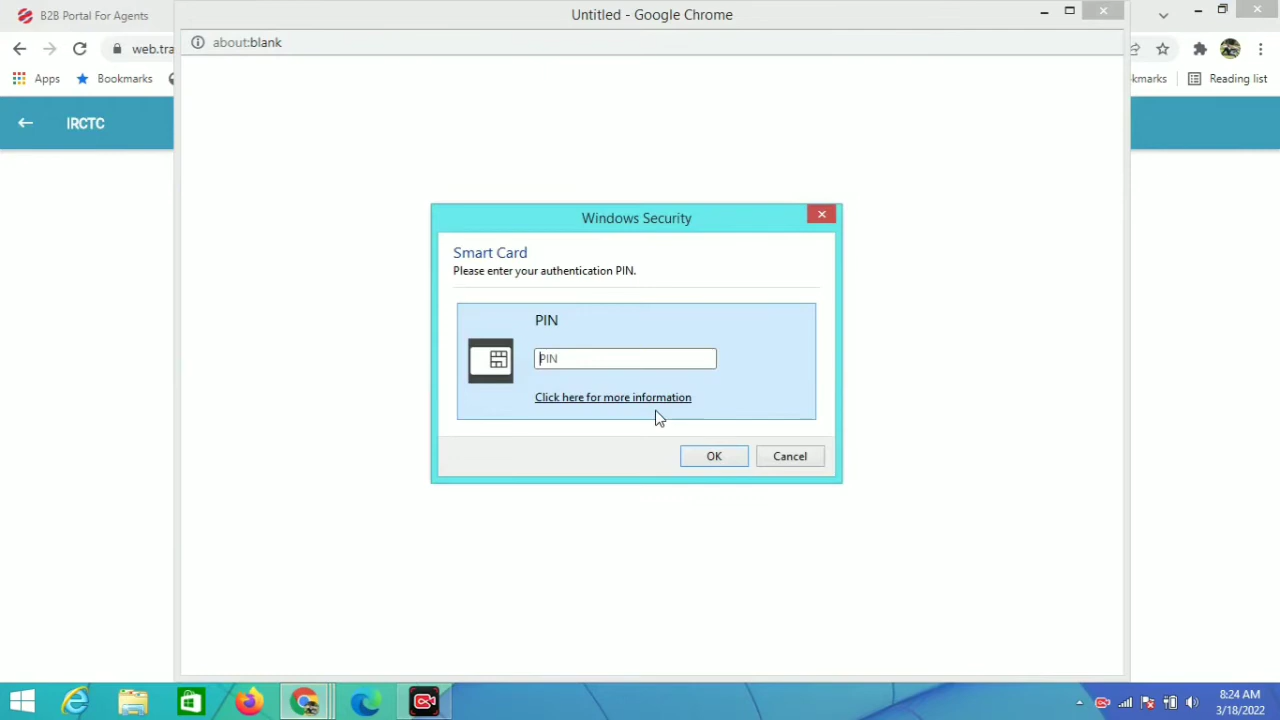 B2B Portal For Agents
Untitled - Google Chrome
web.tra
about:blank
Apps
Bookmarks
kmarks
Reading list
IRCTC
Windows Security
Smart Card
Please enter your authentication PIN.
PIN
PIN
Click here for more information
OK
Cancel
8:24 AM
3/18/2022